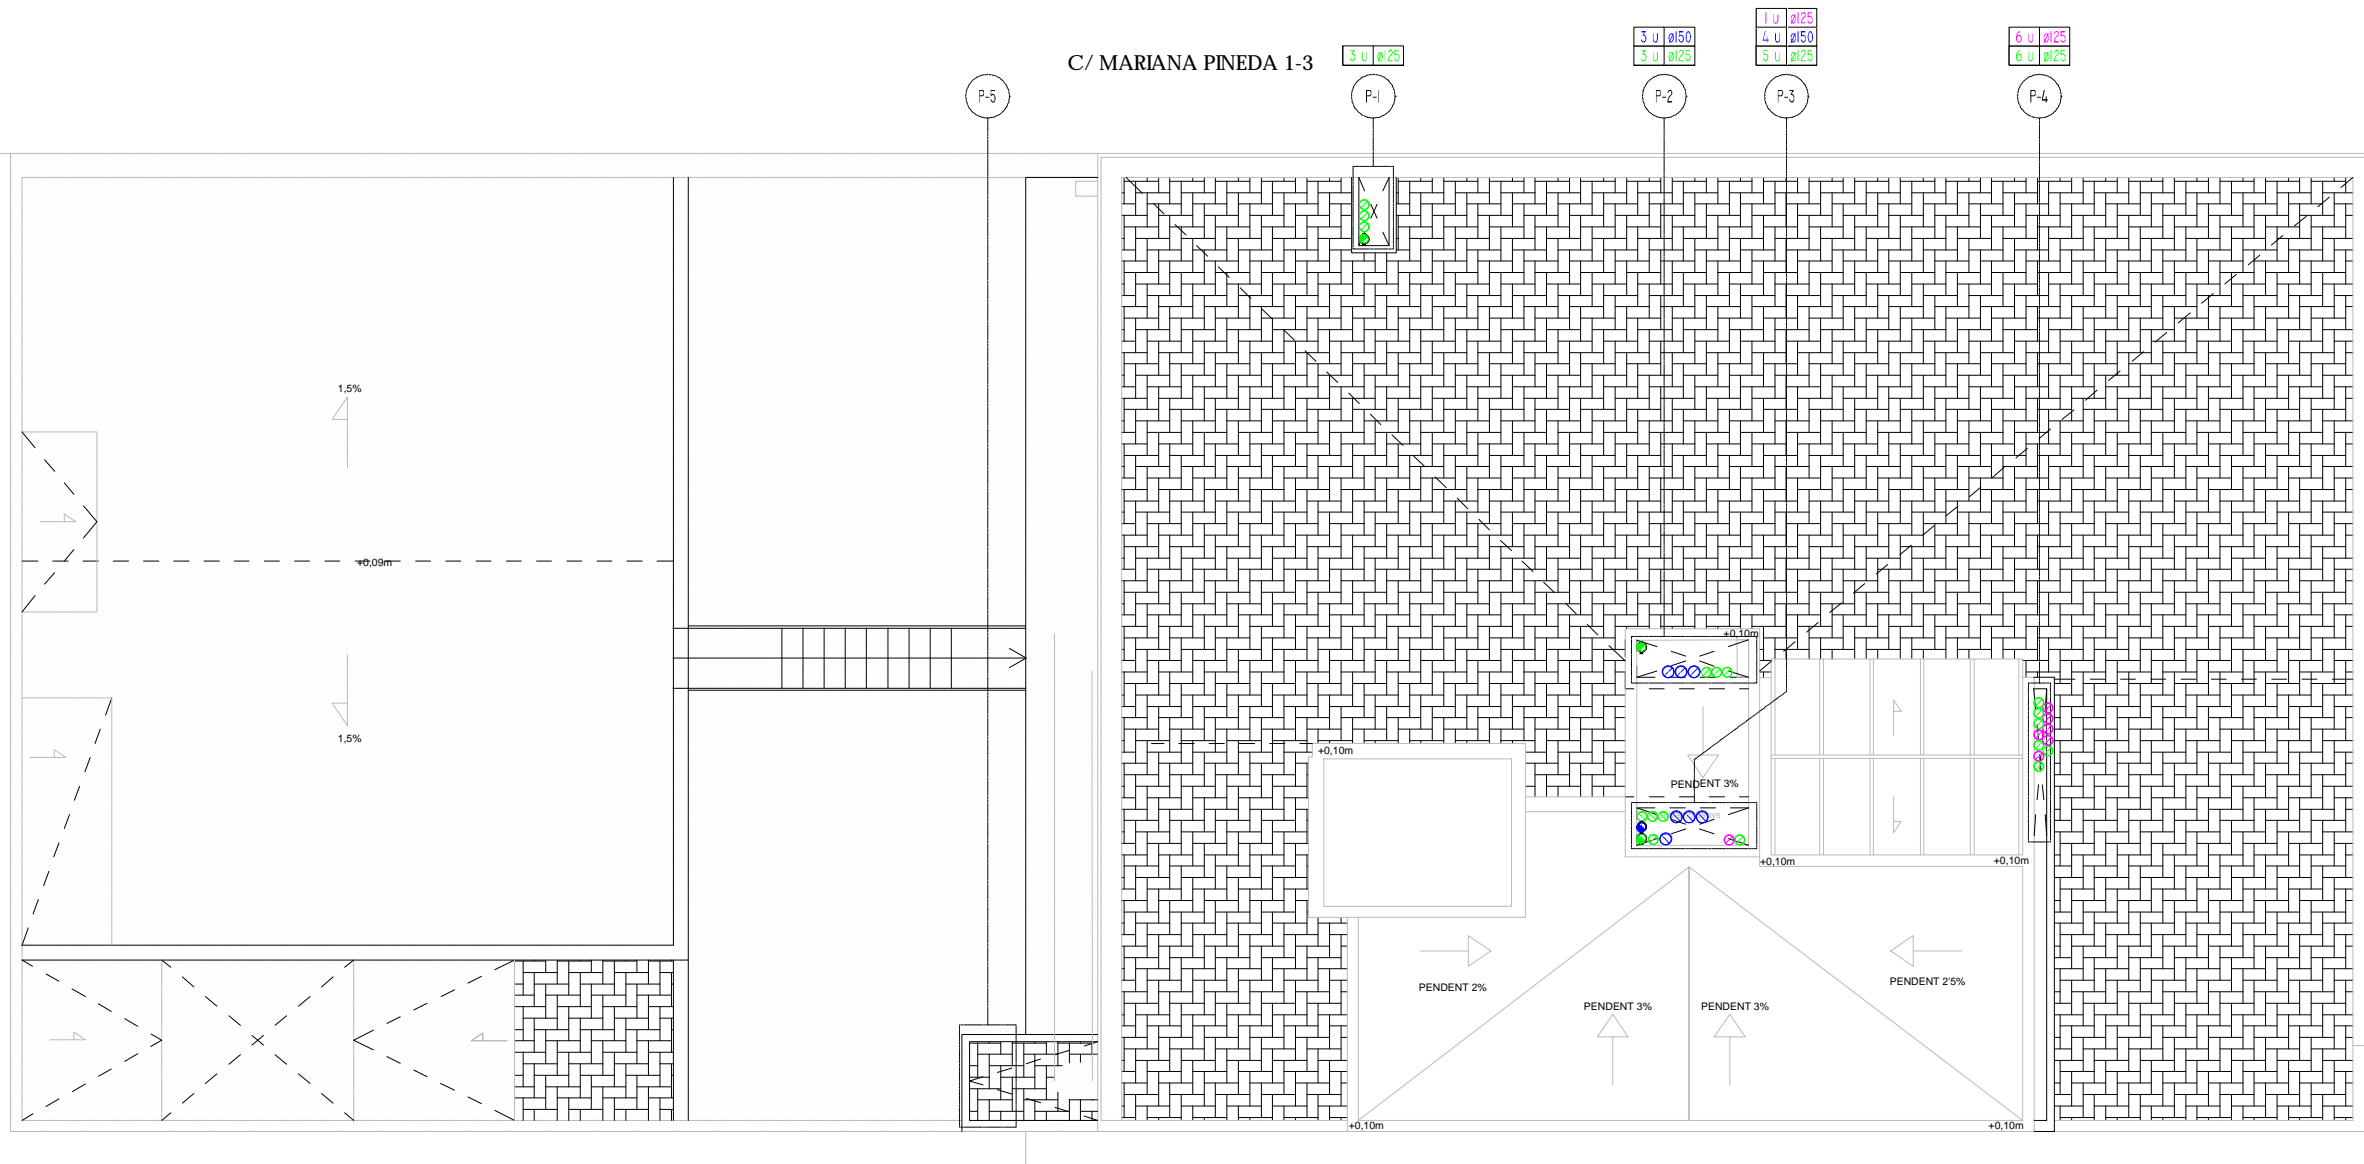 1 u ø125
3 u ø150
4 u ø150
6 u ø125
C/ MARIANA PINEDA 1-3
3 u ø125
3 u ø125
5 u ø125
6 u ø125
P-5
P-1
P-2
P-3
P-4
1,5%
+0,09m
+0,10m
1,5%
+0,10m
PENDENT 3%
+0,10m
+0,10m
PENDENT 2%
PENDENT 2'5%
PENDENT 3%
PENDENT 3%
+0,10m
+0,10m